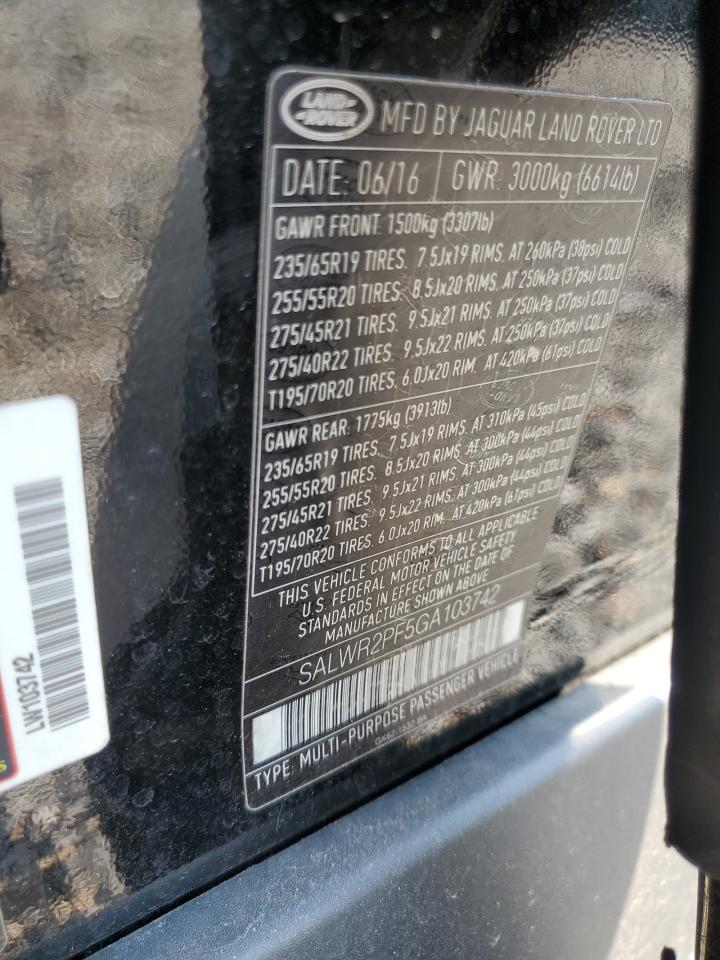 LAND ROVER MFD BY JAGUAR LAND ROVER LTD
DATE: 06/16 GWR: 3000kg (6614lb)
GAWR FRONT: 1500kg (3307lb)
235/65R19 TIRES, 7.5Jx19 RIMS, AT 260kPa (38psi) COLD
255/55R20 TIRES, 8.5Jx20 RIMS, AT 250kPa (37psi) COLD
275/45R21 TIRES, 9.5Jx21 RIMS, AT 250kPa (37psi) COLD
275/40R22 TIRES, 9.5Jx22 RIMS, AT 250kPa (37psi) COLD
T195/70R20 TIRES, 6.0Jx20 RIM, AT 420kPa (61psi) COLD
GAWR REAR: 1775kg (3913lb)
235/65R19 TIRES, 7.5Jx19 RIMS, AT 310kPa (45psi) COLD
255/55R20 TIRES, 8.5Jx20 RIMS, AT 300kPa (44psi) COLD
275/45R21 TIRES, 9.5Jx21 RIMS, AT 300kPa (44psi) COLD
275/40R22 TIRES, 9.5Jx22 RIMS, AT 300kPa (44psi) COLD
T195/70R20 TIRES, 6.0Jx20 RIM, AT 420kPa (61psi) COLD
THIS VEHICLE CONFORMS TO ALL APPLICABLE
U.S. FEDERAL MOTOR VEHICLE SAFETY
STANDARDS IN EFFECT ON THE DATE OF
MANUFACTURE SHOWN ABOVE
SALWR2PF5GA103742
TYPE: MULTI-PURPOSE PASSENGER VEHICLE
LW103742